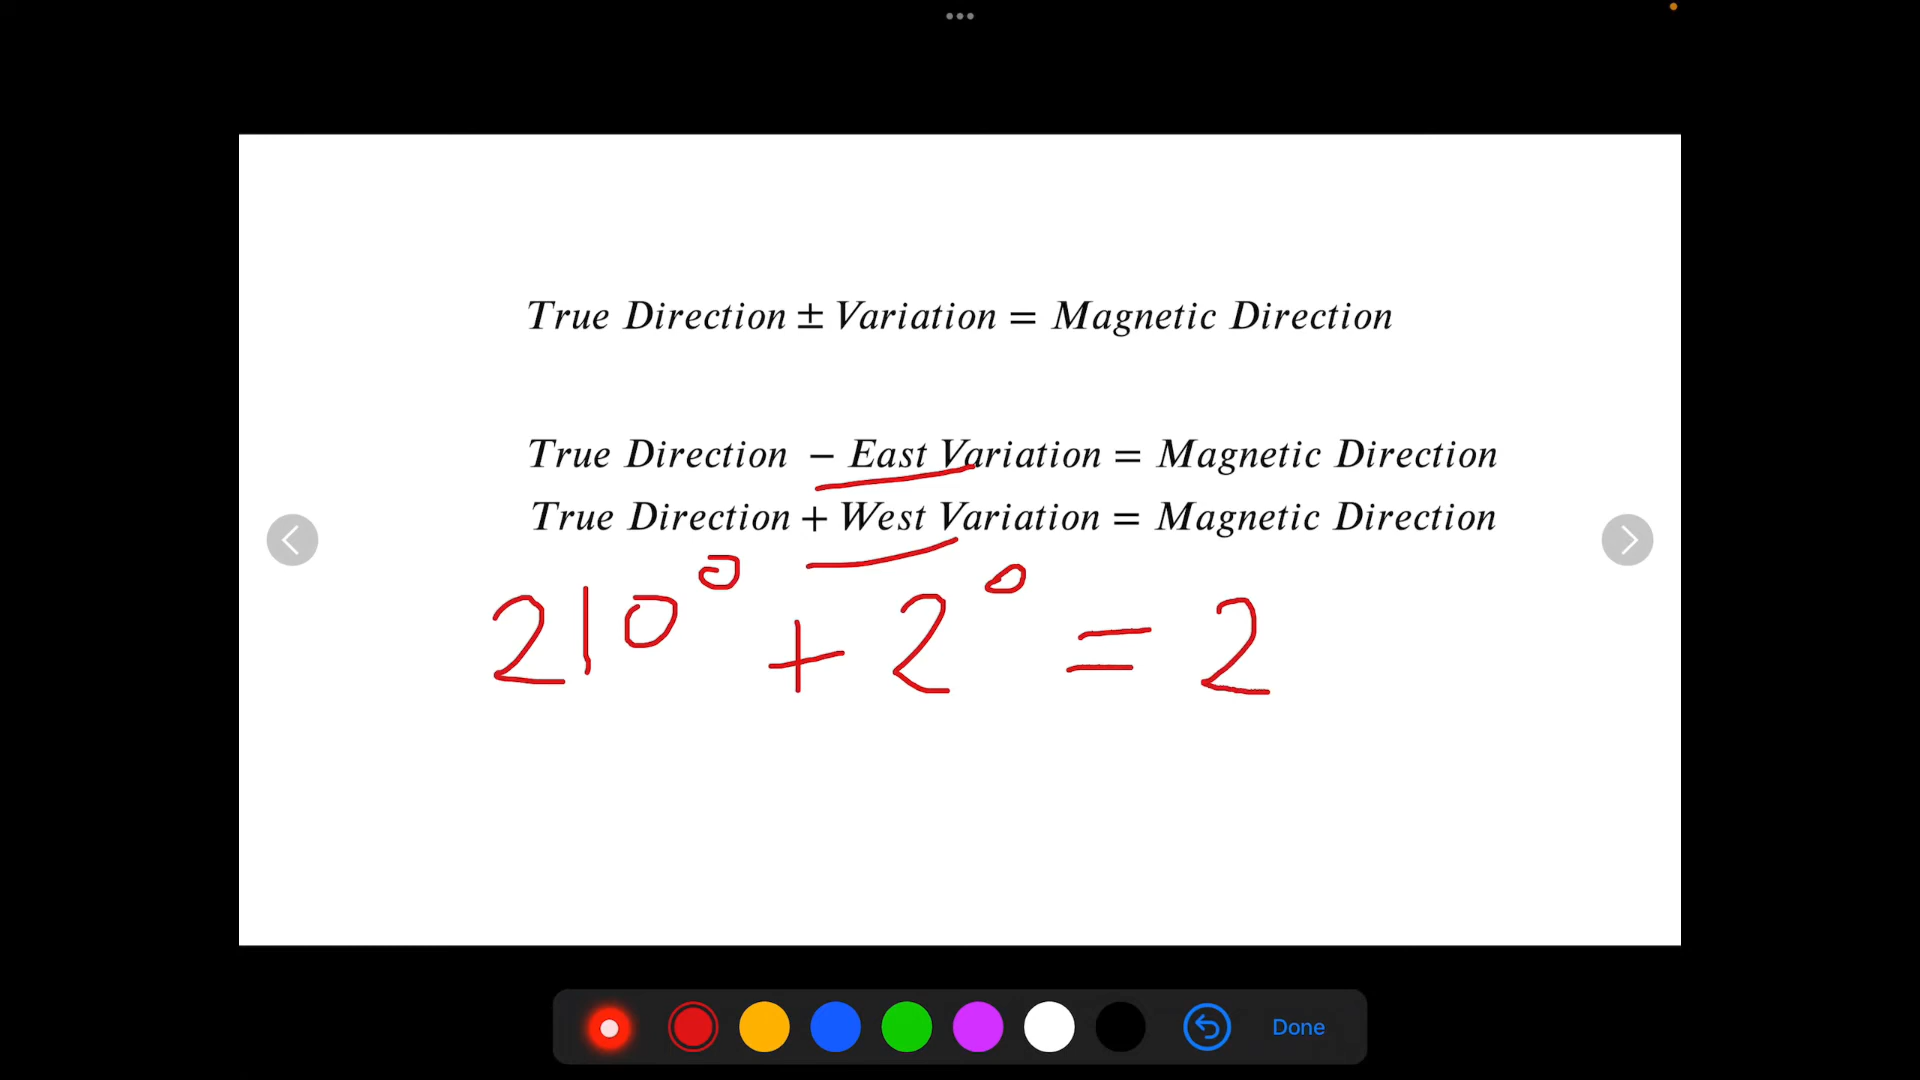 True Direction ± Variation = Magnetic Direction
True Direction − East Variation = Magnetic Direction
True Direction + West Variation = Magnetic Direction
210° + 2° = 2
Done